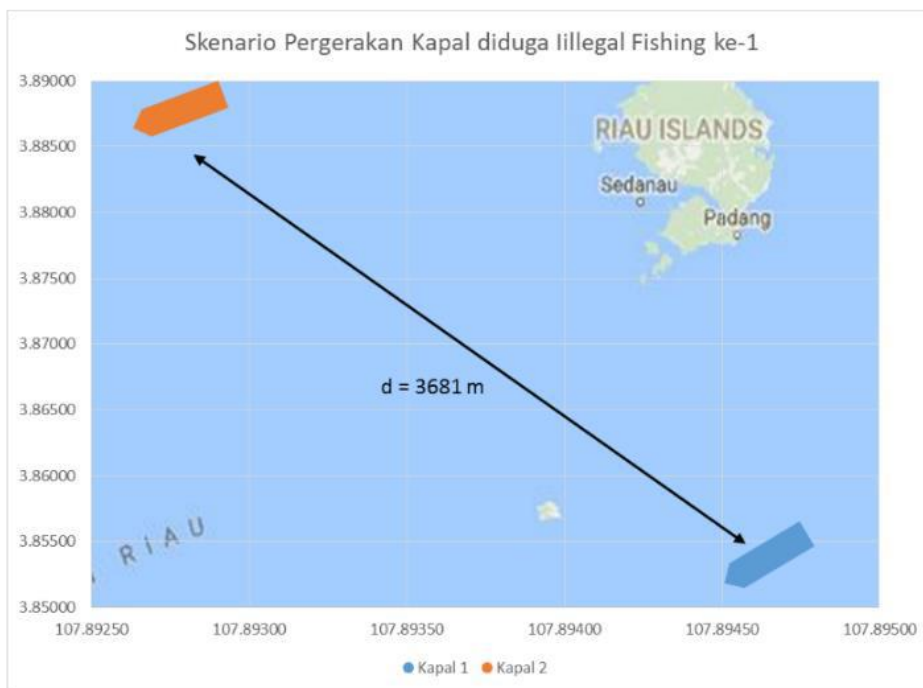 Skenario Pergerakan Kapal diduga Iillegal Fishing ke-1
3.89000
3.88500
3.88000
3.87500
3.87000
3.86500
3.86000
3.85500
3.85000
RIAU ISLANDS
Sedanau
Padang
d = 3681 m
RIAU
107.89250
107.89300
107.89350
107.89400
107.89450
107.89500
Kapal 1
Kapal 2